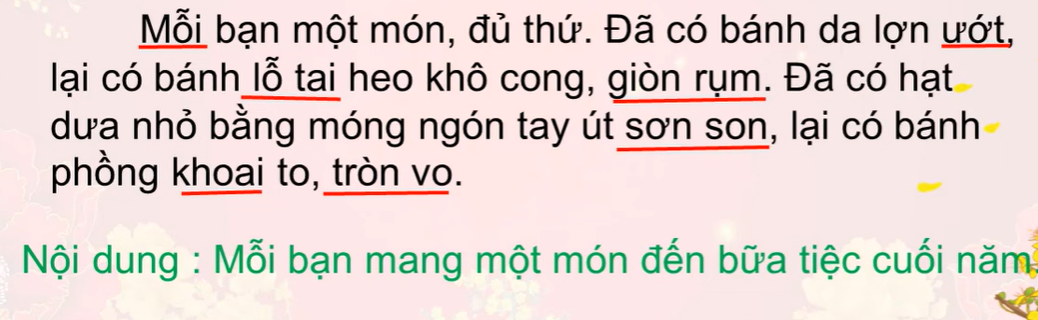 Mỗi bạn một món, đủ thứ. Đã có bánh da lợn ướt,
lại có bánh lỗ tai heo khô cong, giòn rụm. Đã có hạt
dưa nhỏ bằng móng ngón tay út sơn son, lại có bánh
phồng khoai to, tròn vo.
Nội dung : Mỗi bạn mang một món đến bữa tiệc cuối năm